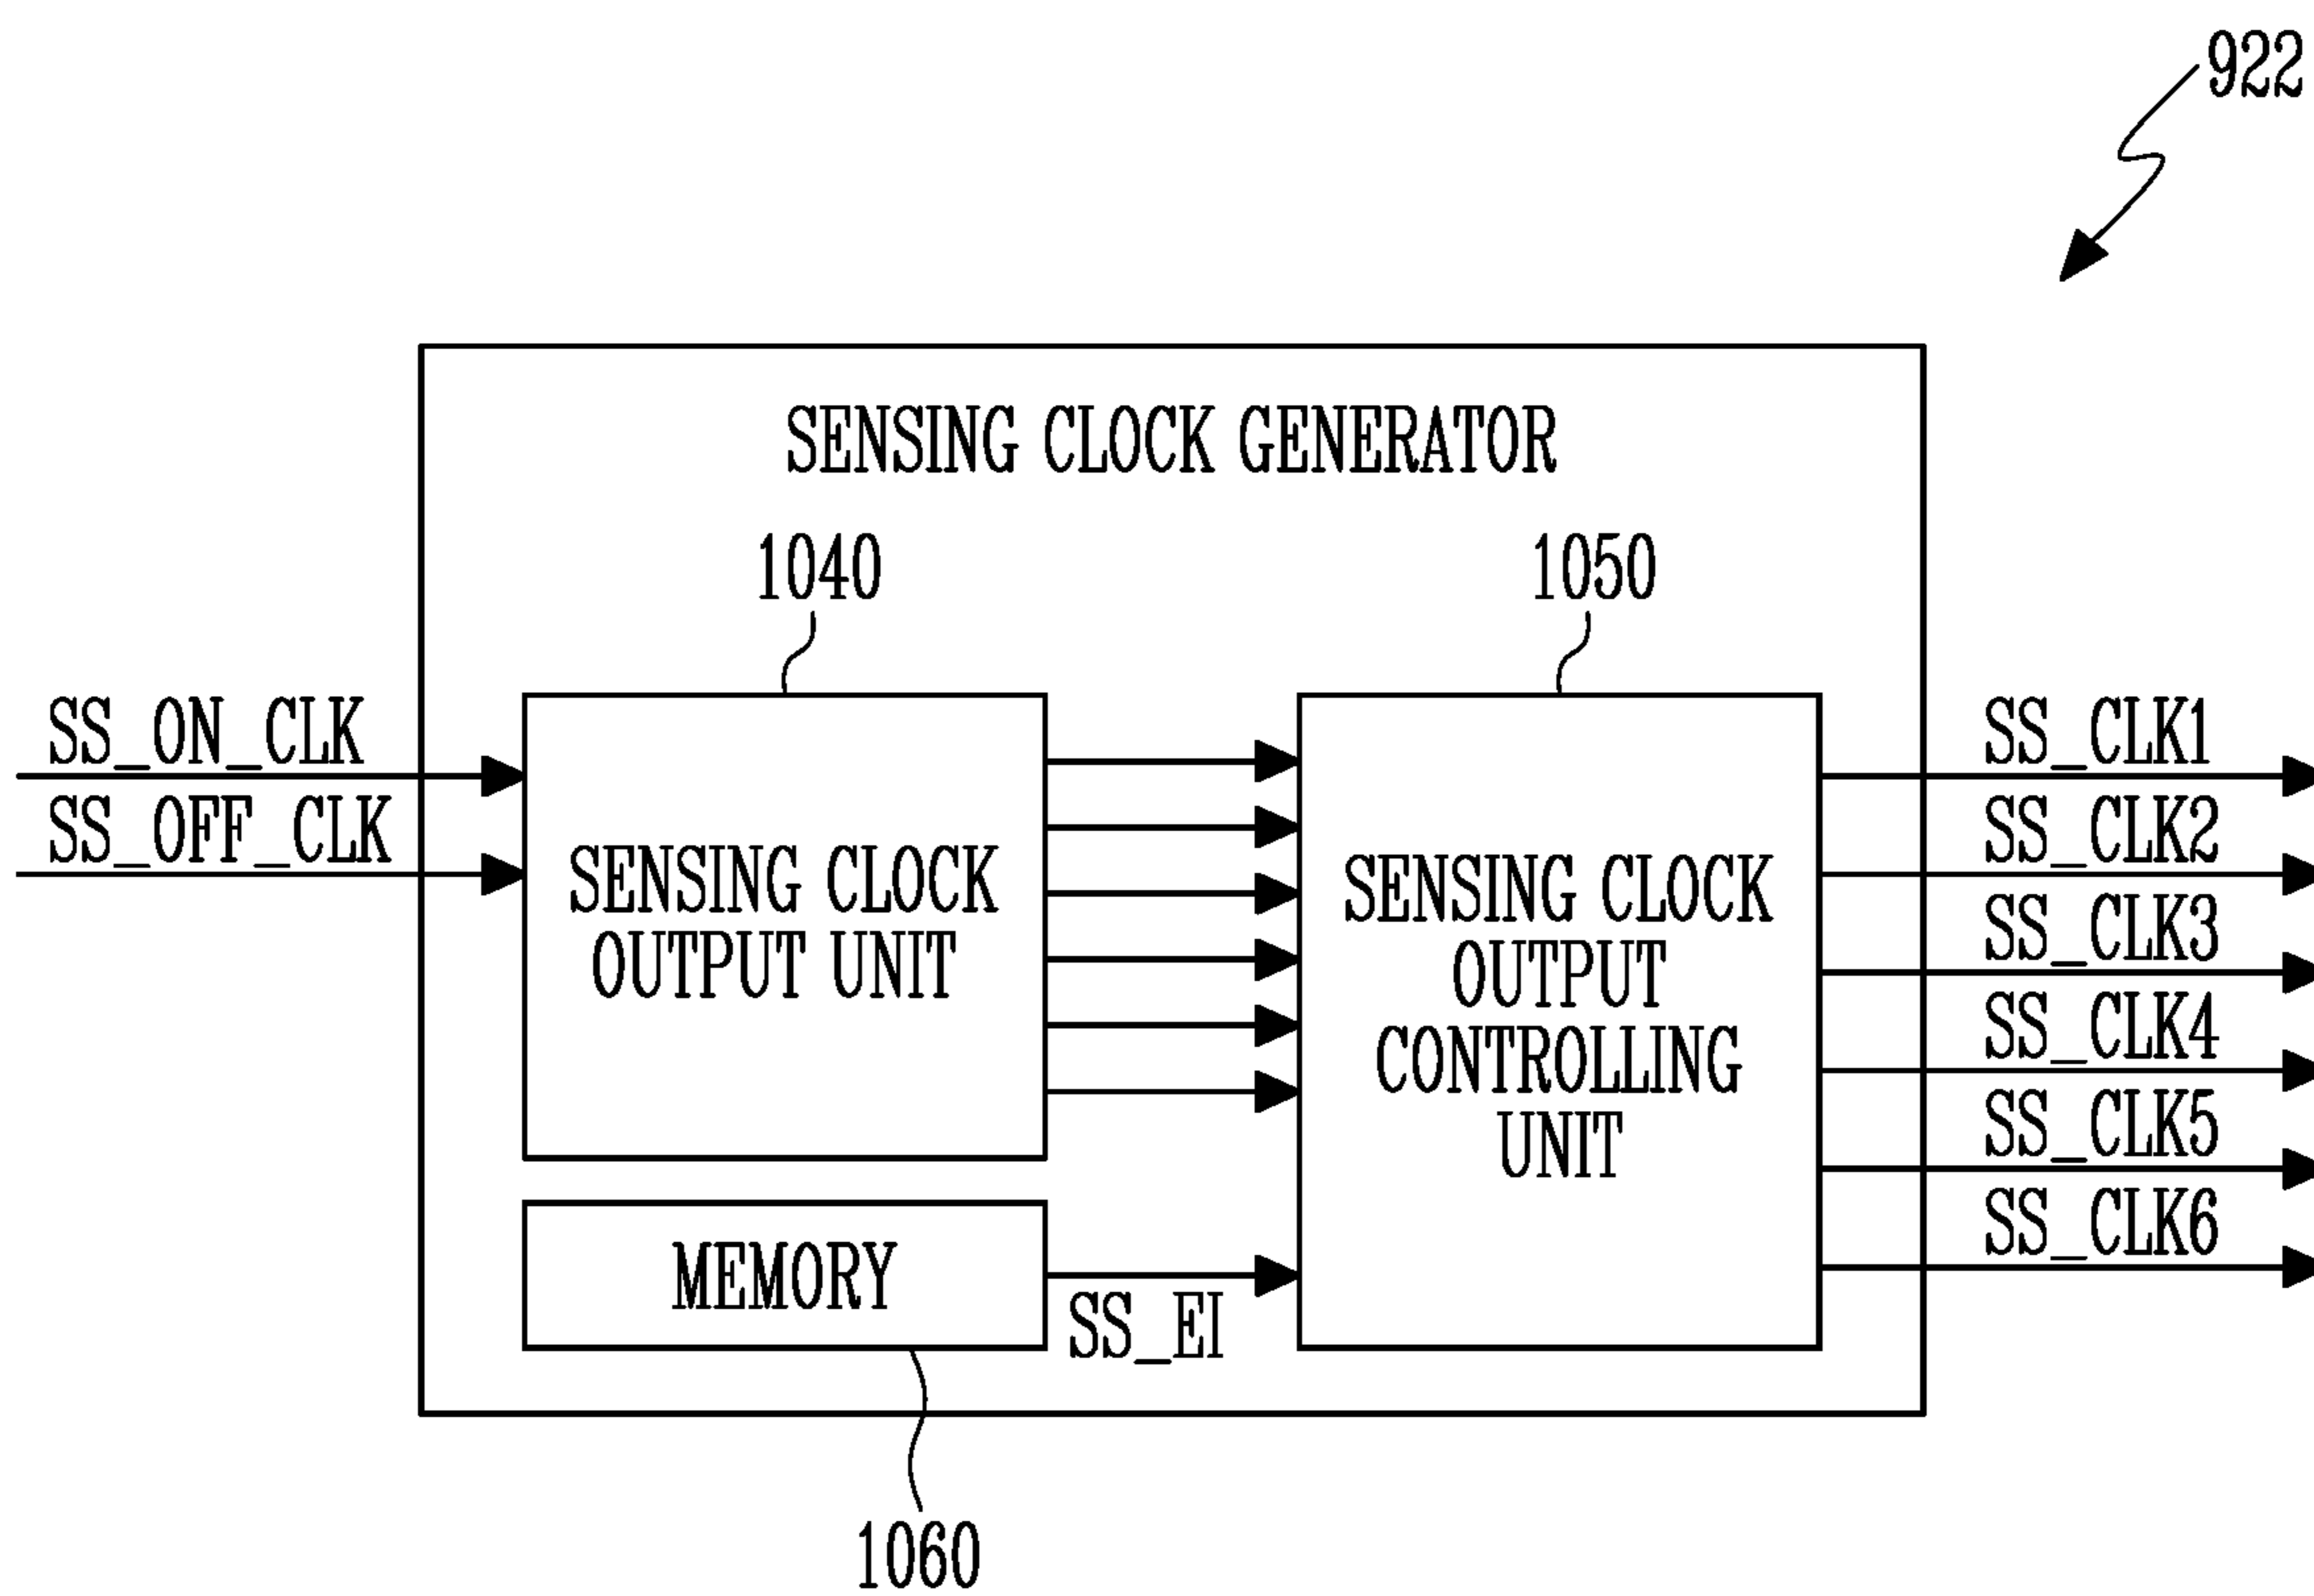 922
SENSING CLOCK GENERATOR
1040
1050
SS_ON_CLK
SS_OFF_CLK
SENSING CLOCK
OUTPUT UNIT
SENSING CLOCK
OUTPUT
CONTROLLING
UNIT
SS_CLK1
SS_CLK2
SS_CLK3
SS_CLK4
SS_CLK5
SS_CLK6
MEMORY
SS_EI
1060